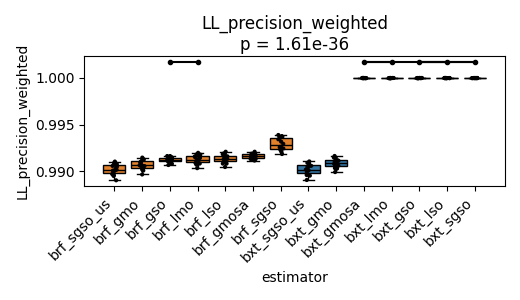 LL_precision_weighted
p = 1.61e-36
LL_precision_weighted
1.000
0.995
0.990
brf_sgso_us
brf_gmo
brf_gso
brf_lmo
brf_lso
brf_gmosa
brf_sgso
bxt_sgso_us
bxt_gmo
bxt_gmosa
bxt_lmo
bxt_gso
bxt_lso
bxt_sgso
estimator